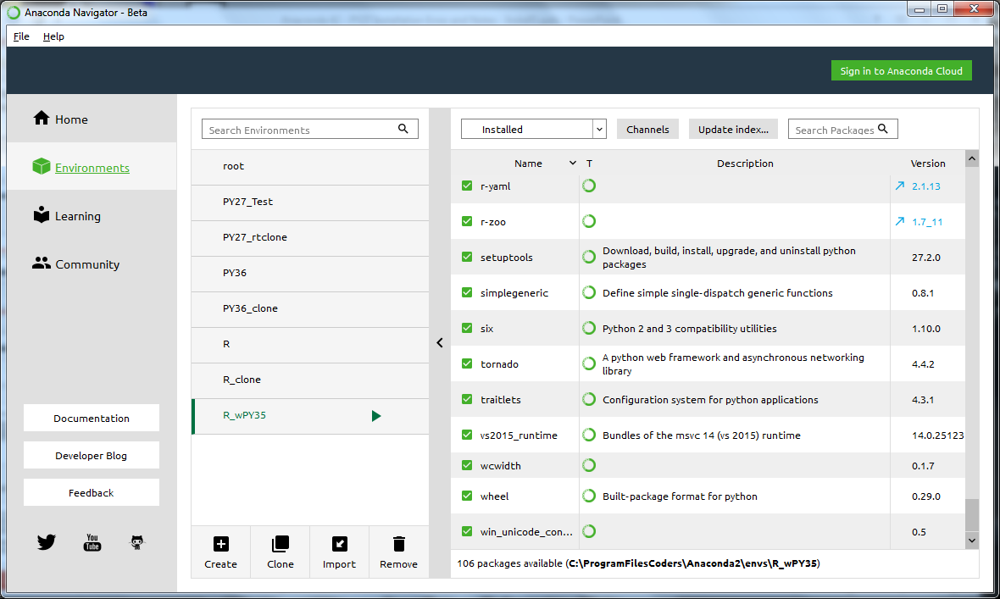 Anaconda Navigator - Beta
File Help
Sign in to Anaconda Cloud
Home
Environments
Learning
Community
Documentation
Developer Blog
Feedback
You
Tube
Search Environments
root
PY27_Test
PY27_rtclone
PY36
PY36_clone
R
R_clone
R_wPY35
Create Clone Import Remove
Installed Channels Update index... Search Packages
Name T Description Version
r-yaml 2.1.13
r-zoo 1.7_11
setuptools Download, build, install, upgrade, and uninstall python
packages 27.2.0
simplegeneric Define simple single-dispatch generic functions 0.8.1
six Python 2 and 3 compatibility utilities 1.10.0
tornado A python web framework and asynchronous networking
library 4.4.2
traitlets Configuration system for python applications 4.3.1
vs2015_runtime Bundles of the msvc 14 (vs 2015) runtime 14.0.25123
wcwidth 0.1.7
wheel Built-package format for python 0.29.0
win_unicode_con... 0.5
106 packages available (C:\ProgramFilesCoders\Anaconda2\envs\R_wPY35)